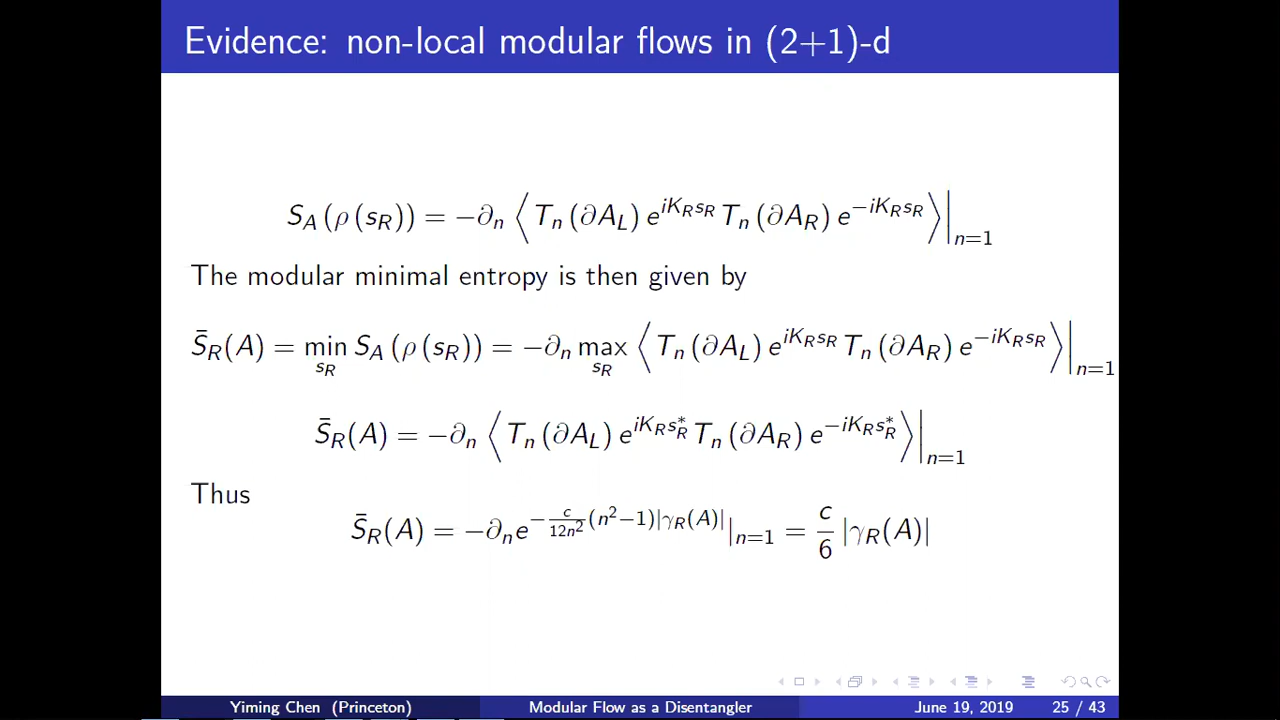 Evidence: non-local modular flows in (2+1)-d
S_A (ρ (s_R)) = −∂_n ⟨ T_n (∂A_L) e^{iK_R s_R} T_n (∂A_R) e^{−iK_R s_R} ⟩|_{n=1}
The modular minimal entropy is then given by
S̄_R(A) = min_{s_R} S_A (ρ (s_R)) = −∂_n max_{s_R} ⟨ T_n (∂A_L) e^{iK_R s_R} T_n (∂A_R) e^{−iK_R s_R} ⟩|_{n=1}
S̄_R(A) = −∂_n ⟨ T_n (∂A_L) e^{iK_R s_R^*} T_n (∂A_R) e^{−iK_R s_R^*} ⟩|_{n=1}
Thus
S̄_R(A) = −∂_n e^{−\frac{c}{12n^2}(n^2−1)|γ_R(A)|}|_{n=1} = \frac{c}{6} |γ_R(A)|
Yiming Chen (Princeton) Modular Flow as a Disentangler June 19, 2019 25 / 43